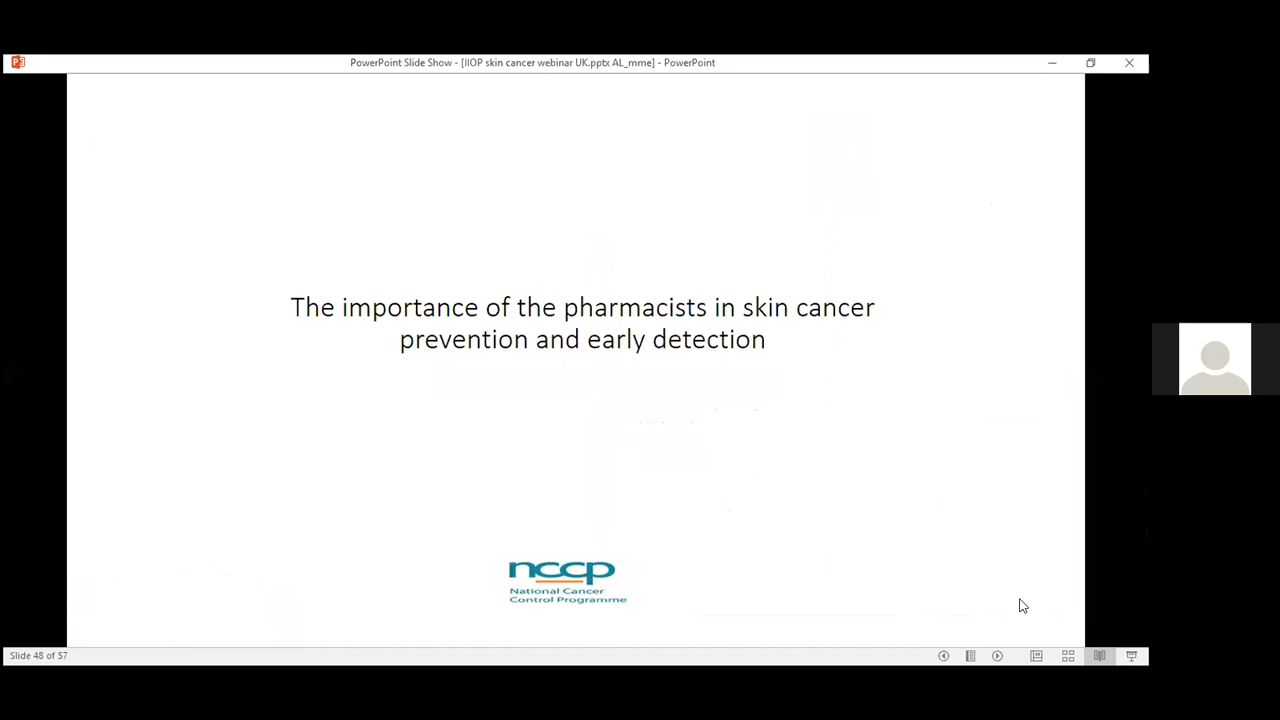 PowerPoint Slide Show - [IIOP skin cancer webinar UK.pptx AL_mme] - PowerPoint
The importance of the pharmacists in skin cancer
prevention and early detection
nccp
National Cancer
Control Programme
Slide 48 of 57